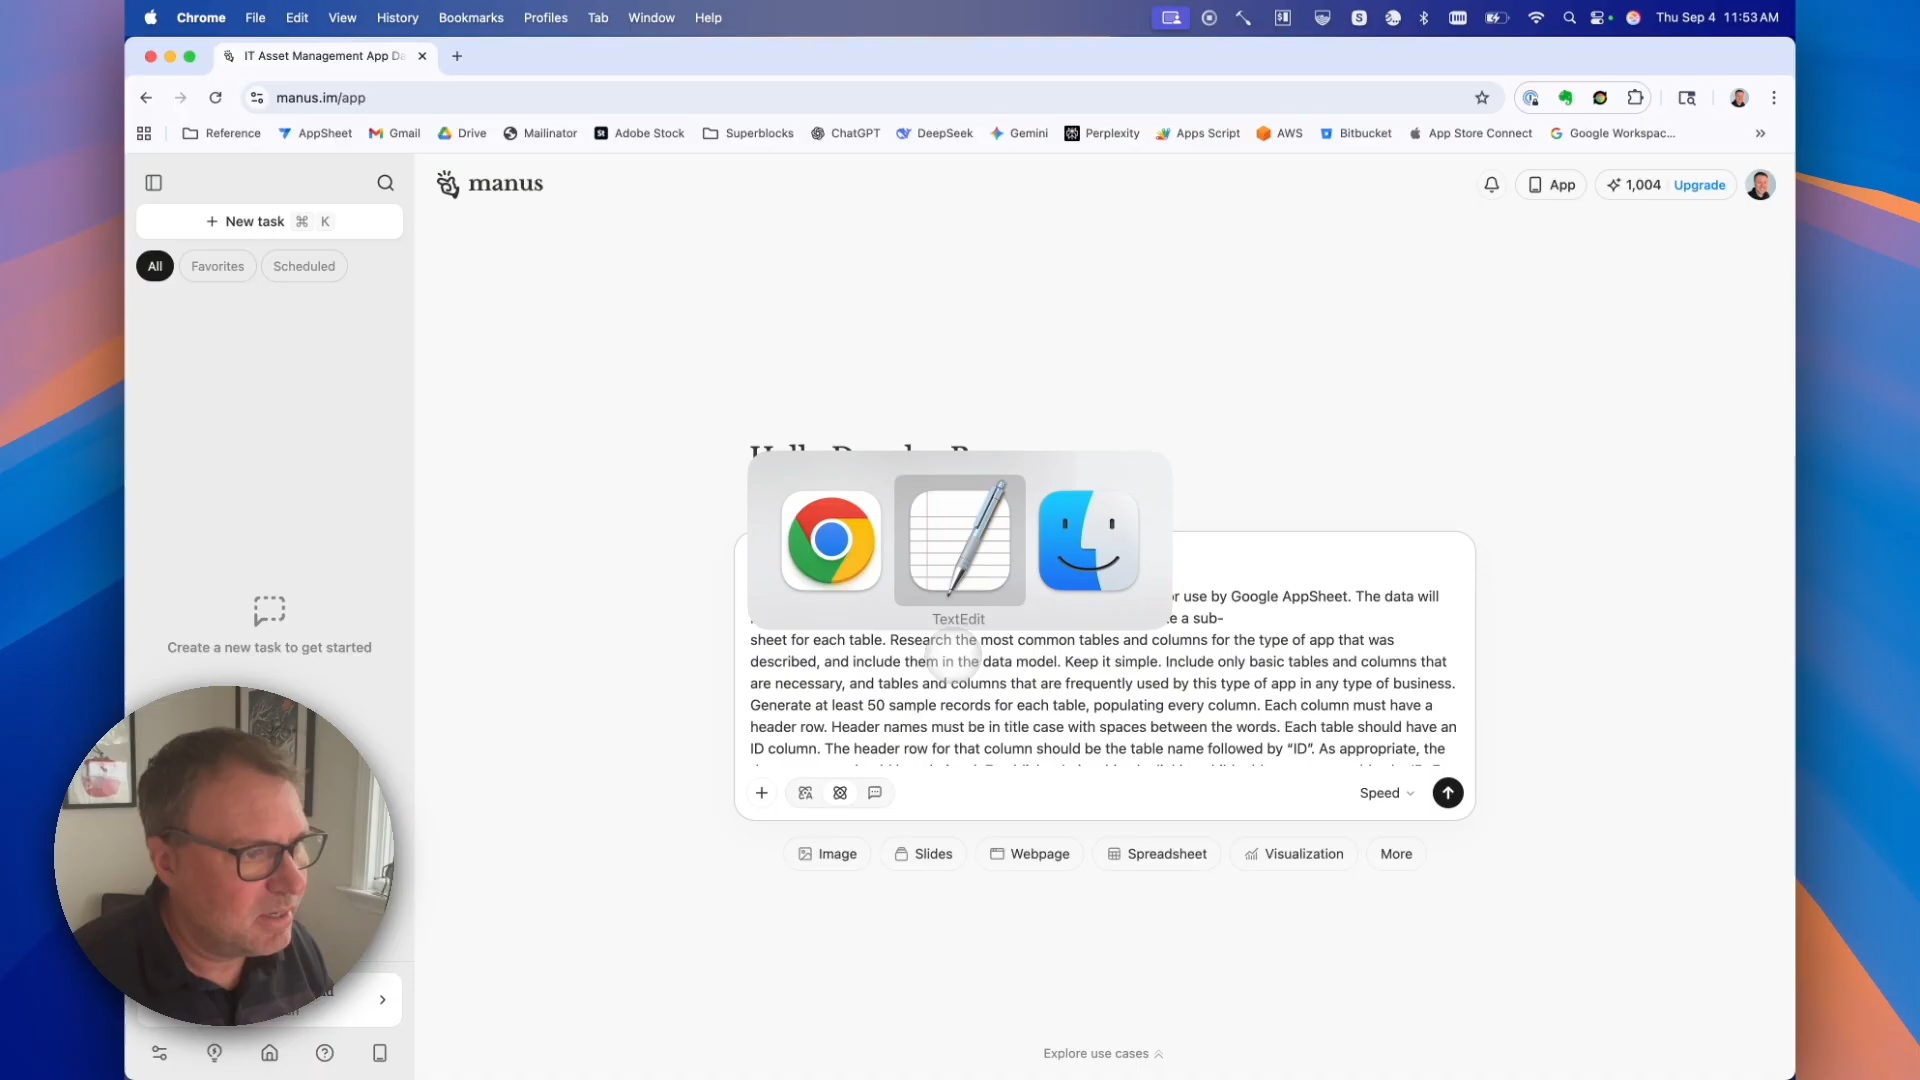 Chrome File Edit View History Bookmarks Profiles Tab Window Help
Thu Sep 4 11:53 AM
IT Asset Management App Da
manus.im/app
Reference AppSheet Gmail Drive Mailinator Adobe Stock Superblocks ChatGPT DeepSeek Gemini Perplexity Apps Script AWS Bitbucket App Store Connect Google Workspac...
manus
App
1,004 Upgrade
New task ⌘ K
All Favorites Scheduled
Create a new task to get started
TextEdit
use by Google AppSheet. The data will
a sub-
sheet for each table. Research the most common tables and columns for the type of app that was
described, and include them in the data model. Keep it simple. Include only basic tables and columns that
are necessary, and tables and columns that are frequently used by this type of app in any type of business.
Generate at least 50 sample records for each table, populating every column. Each column must have a
header row. Header names must be in title case with spaces between the words. Each table should have an
ID column. The header row for that column should be the table name followed by “ID”. As appropriate, the
Speed
Image Slides Webpage Spreadsheet Visualization More
Explore use cases